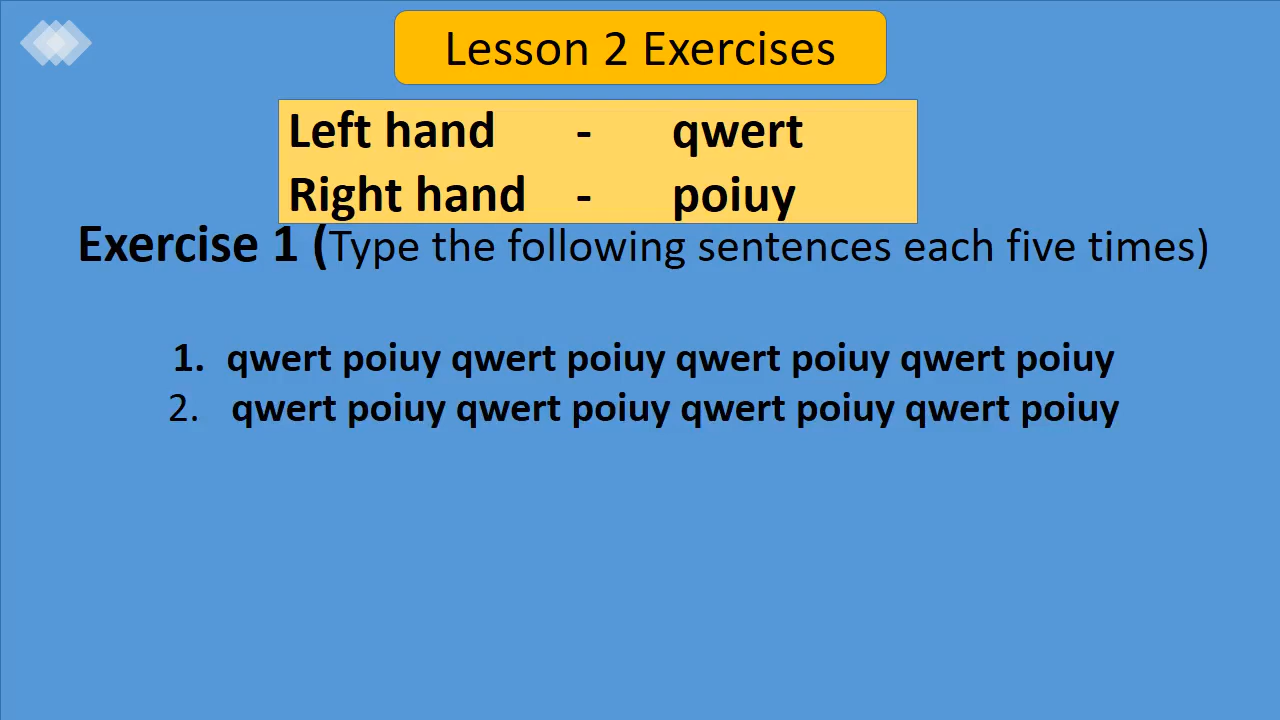 Lesson 2 Exercises
Left hand - qwert
Right hand - poiuy
Exercise 1 (Type the following sentences each five times)
1. qwert poiuy qwert poiuy qwert poiuy qwert poiuy
2. qwert poiuy qwert poiuy qwert poiuy qwert poiuy